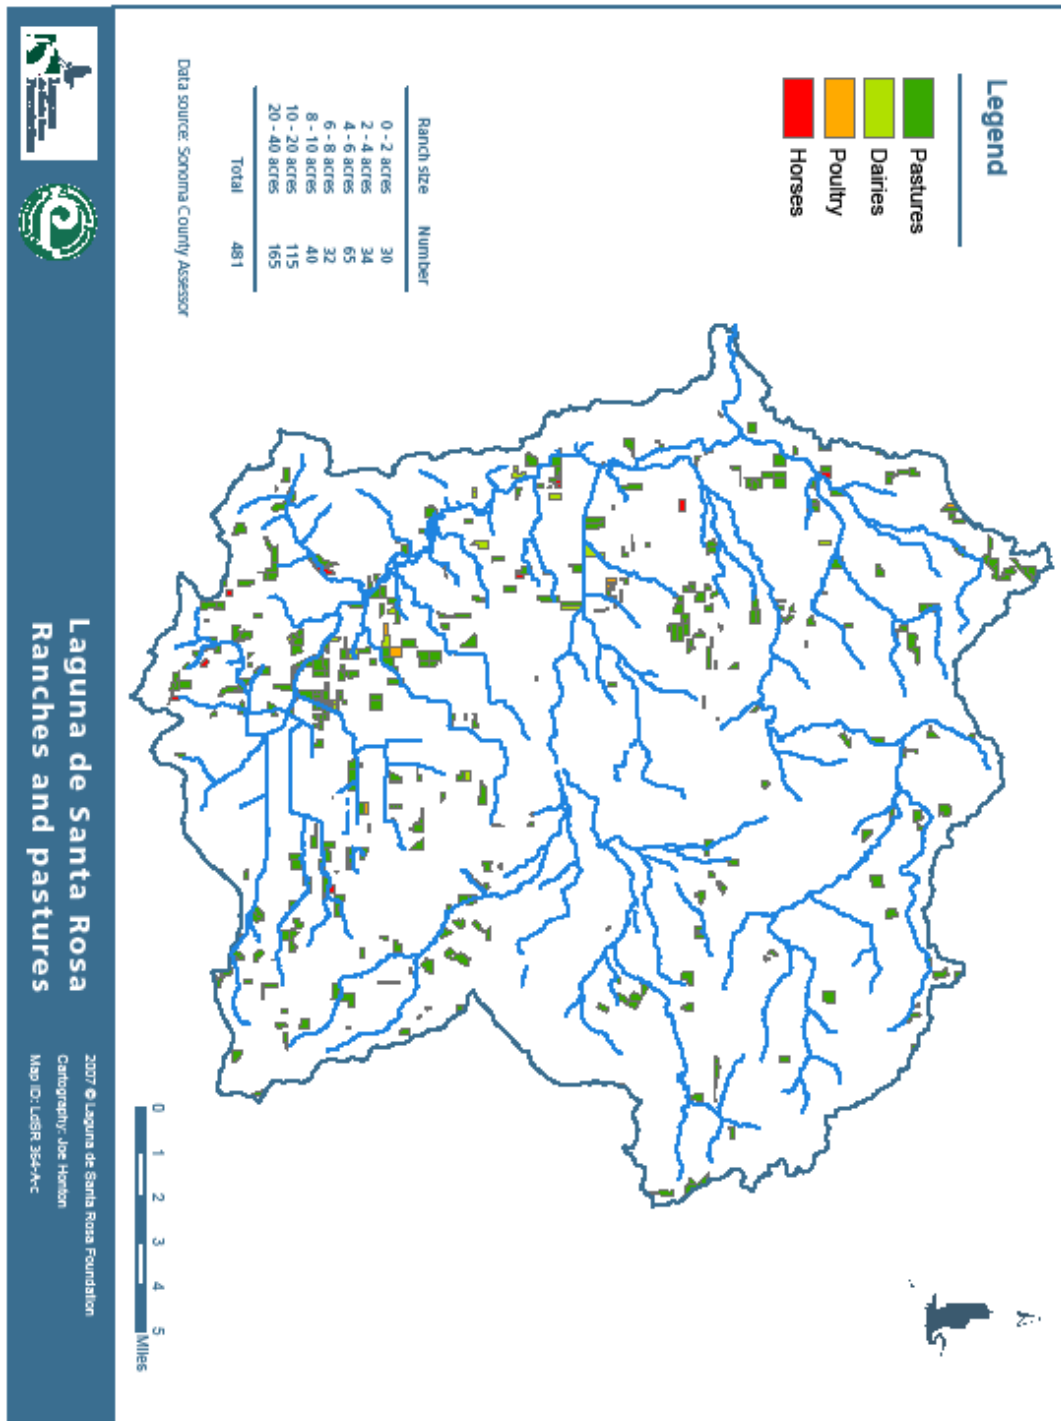 Legend
Pastures
Dairies
Poultry
Horses
Ranch size Number
0 - 2 acres 30
2 - 4 acres 34
4 - 6 acres 65
6 - 8 acres 32
8 - 10 acres 40
10 - 20 acres 115
20 - 40 acres 165
Total 481
Data source: Sonoma County Assessor
0 1 2 3 4 5
Miles
Laguna de Santa Rosa
Ranches and pastures
2007 © Laguna de Santa Rosa Foundation
Cartography: Joe Honton
Map ID: LdSR 364-A-c